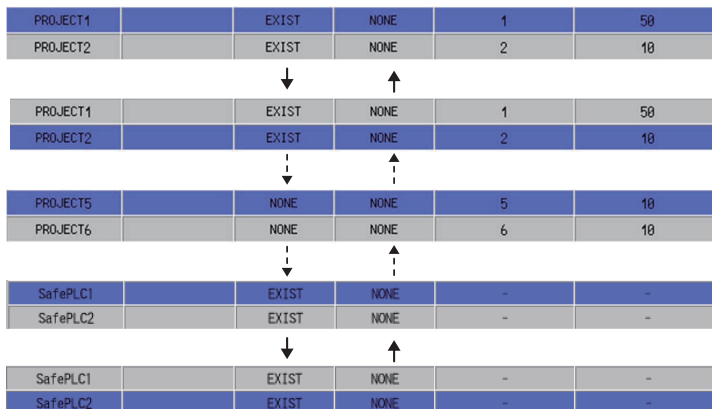 PROJECT1 EXIST NONE 1 50
PROJECT2 EXIST NONE 2 10
PROJECT1 EXIST NONE 1 50
PROJECT2 EXIST NONE 2 10
PROJECT5 NONE NONE 5 10
PROJECT6 NONE NONE 6 10
SafePLC1 EXIST NONE - -
SafePLC2 EXIST NONE - -
SafePLC1 EXIST NONE - -
SafePLC2 EXIST NONE - -